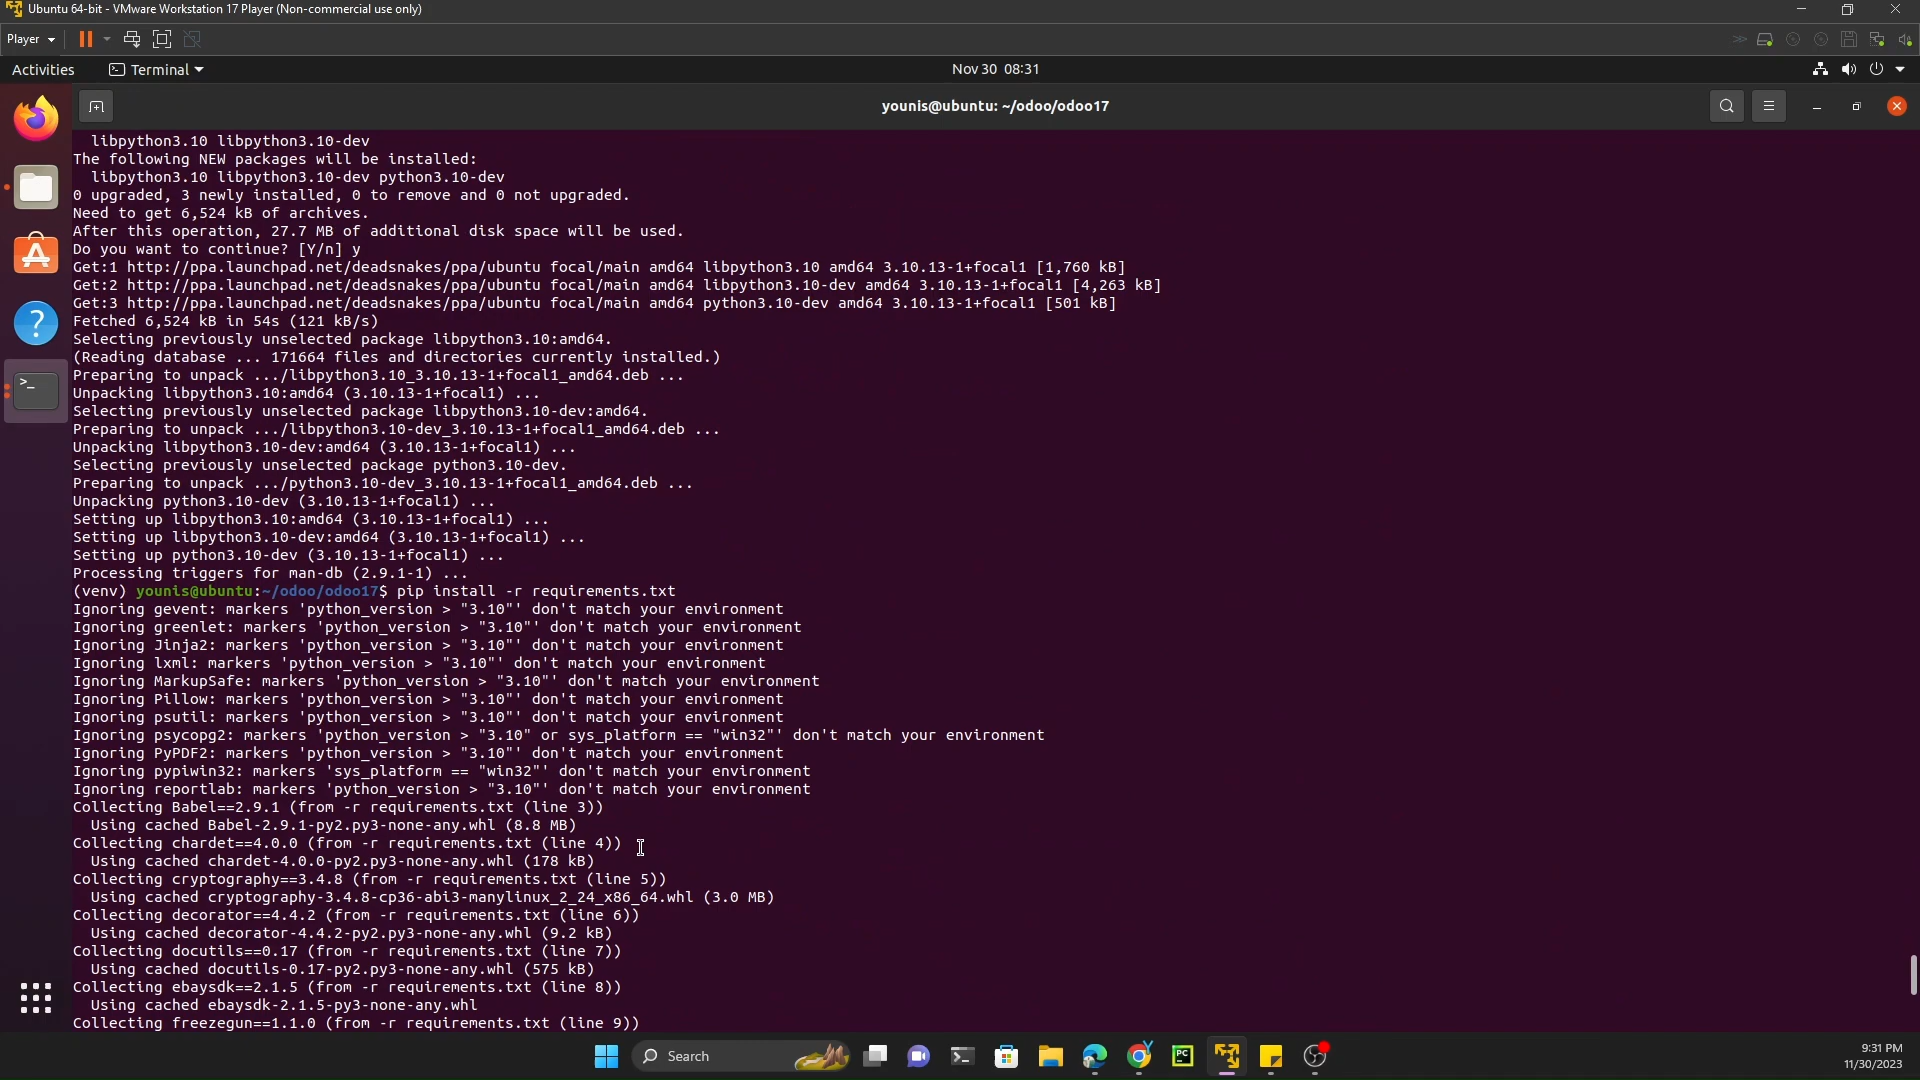 Ubuntu 64-bit - VMware Workstation 17 Player (Non-commercial use only)
Player
Activities
Terminal
Nov 30 08:31
younis@ubuntu: ~/odoo/odoo17
libpython3.10 libpython3.10-dev
The following NEW packages will be installed:
libpython3.10 libpython3.10-dev python3.10-dev
0 upgraded, 3 newly installed, 0 to remove and 0 not upgraded.
Need to get 6,524 kB of archives.
After this operation, 27.7 MB of additional disk space will be used.
Do you want to continue? [Y/n] y
Get:1 http://ppa.launchpad.net/deadsnakes/ppa/ubuntu focal/main amd64 libpython3.10 amd64 3.10.13-1+focal1 [1,760 kB]
Get:2 http://ppa.launchpad.net/deadsnakes/ppa/ubuntu focal/main amd64 libpython3.10-dev amd64 3.10.13-1+focal1 [4,263 kB]
Get:3 http://ppa.launchpad.net/deadsnakes/ppa/ubuntu focal/main amd64 python3.10-dev amd64 3.10.13-1+focal1 [501 kB]
Fetched 6,524 kB in 54s (121 kB/s)
Selecting previously unselected package libpython3.10:amd64.
(Reading database ... 171664 files and directories currently installed.)
Preparing to unpack .../libpython3.10_3.10.13-1+focal1_amd64.deb ...
Unpacking libpython3.10:amd64 (3.10.13-1+focal1) ...
Selecting previously unselected package libpython3.10-dev:amd64.
Preparing to unpack .../libpython3.10-dev_3.10.13-1+focal1_amd64.deb ...
Unpacking libpython3.10-dev:amd64 (3.10.13-1+focal1) ...
Selecting previously unselected package python3.10-dev.
Preparing to unpack .../python3.10-dev_3.10.13-1+focal1_amd64.deb ...
Unpacking python3.10-dev (3.10.13-1+focal1) ...
Setting up libpython3.10:amd64 (3.10.13-1+focal1) ...
Setting up libpython3.10-dev:amd64 (3.10.13-1+focal1) ...
Setting up python3.10-dev (3.10.13-1+focal1) ...
Processing triggers for man-db (2.9.1-1) ...
(venv) younis@ubuntu:~/odoo/odoo17$ pip install -r requirements.txt
Ignoring gevent: markers 'python_version > "3.10"' don't match your environment
Ignoring greenlet: markers 'python_version > "3.10"' don't match your environment
Ignoring Jinja2: markers 'python_version > "3.10"' don't match your environment
Ignoring lxml: markers 'python_version > "3.10"' don't match your environment
Ignoring MarkupSafe: markers 'python_version > "3.10"' don't match your environment
Ignoring Pillow: markers 'python_version > "3.10"' don't match your environment
Ignoring psutil: markers 'python_version > "3.10"' don't match your environment
Ignoring psycopg2: markers 'python_version > "3.10" or sys_platform == "win32"' don't match your environment
Ignoring PyPDF2: markers 'python_version > "3.10"' don't match your environment
Ignoring pypiwin32: markers 'sys_platform == "win32"' don't match your environment
Ignoring reportlab: markers 'python_version > "3.10"' don't match your environment
Collecting Babel==2.9.1 (from -r requirements.txt (line 3))
Using cached Babel-2.9.1-py2.py3-none-any.whl (8.8 MB)
Collecting chardet==4.0.0 (from -r requirements.txt (line 4))
Using cached chardet-4.0.0-py2.py3-none-any.whl (178 kB)
Collecting cryptography==3.4.8 (from -r requirements.txt (line 5))
Using cached cryptography-3.4.8-cp36-abi3-manylinux_2_24_x86_64.whl (3.0 MB)
Collecting decorator==4.4.2 (from -r requirements.txt (line 6))
Using cached decorator-4.4.2-py2.py3-none-any.whl (9.2 kB)
Collecting docutils==0.17 (from -r requirements.txt (line 7))
Using cached docutils-0.17-py2.py3-none-any.whl (575 kB)
Collecting ebaysdk==2.1.5 (from -r requirements.txt (line 8))
Using cached ebaysdk-2.1.5-py3-none-any.whl
Collecting freezegun==1.1.0 (from -r requirements.txt (line 9))
Search
PC
9:31 PM
11/30/2023